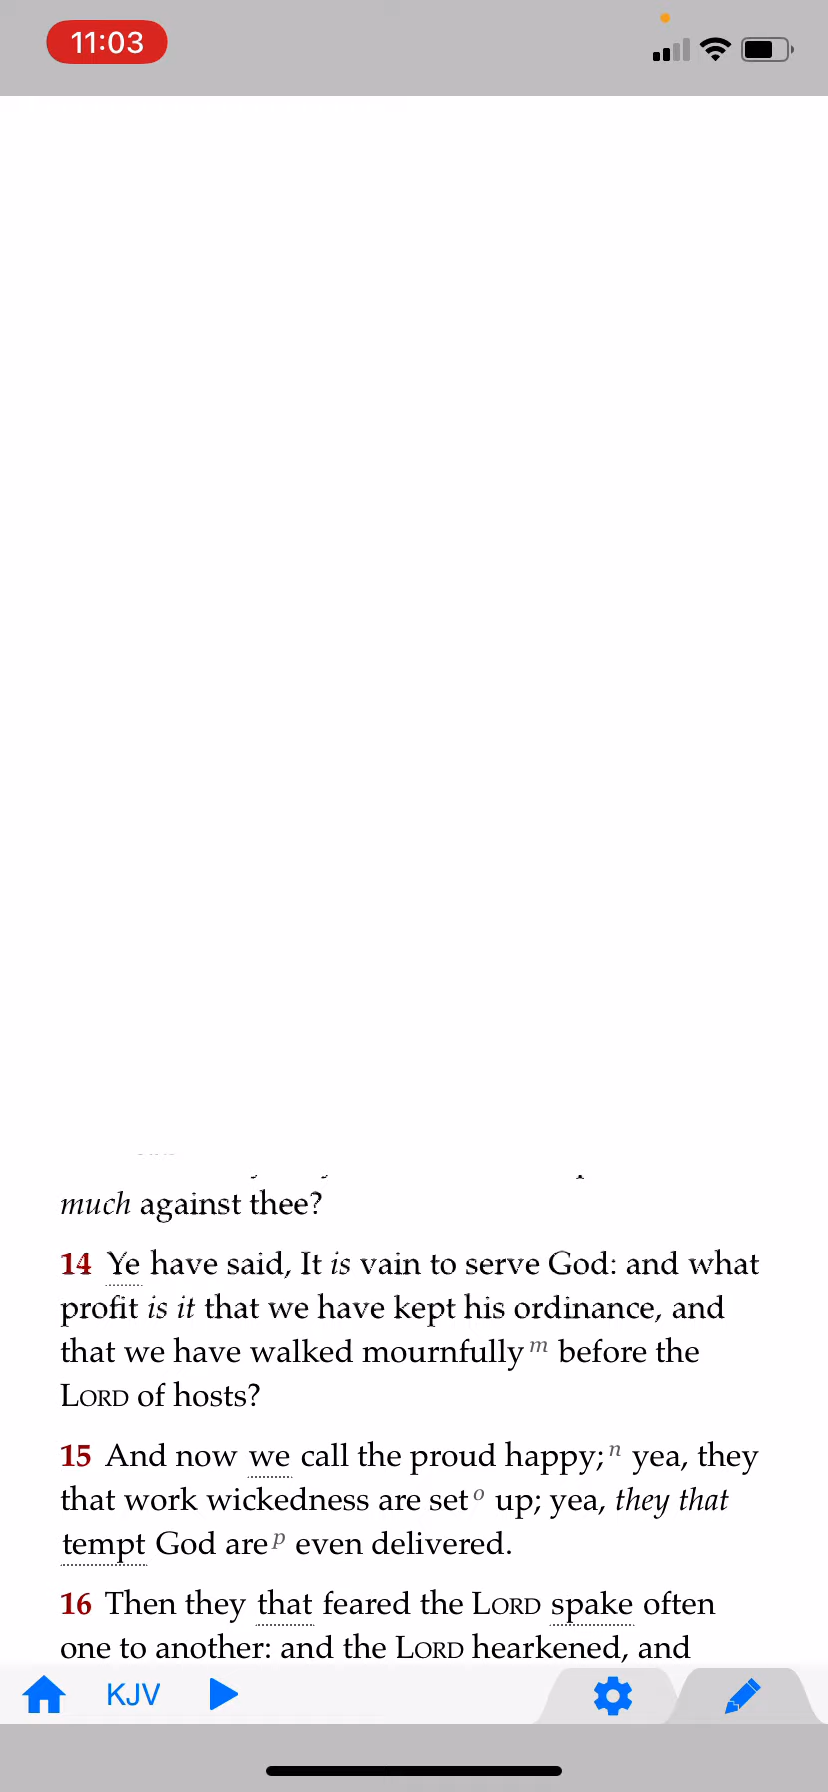 11:03
much against thee?
14 Ye have said, It is vain to serve God: and what
profit is it that we have kept his ordinance, and
that we have walked mournfully m before the
LORD of hosts?
15 And now we call the proud happy; n yea, they
that work wickedness are set o up; yea, they that
tempt God are p even delivered.
16 Then they that feared the LORD spake often
one to another: and the LORD hearkened, and
KJV